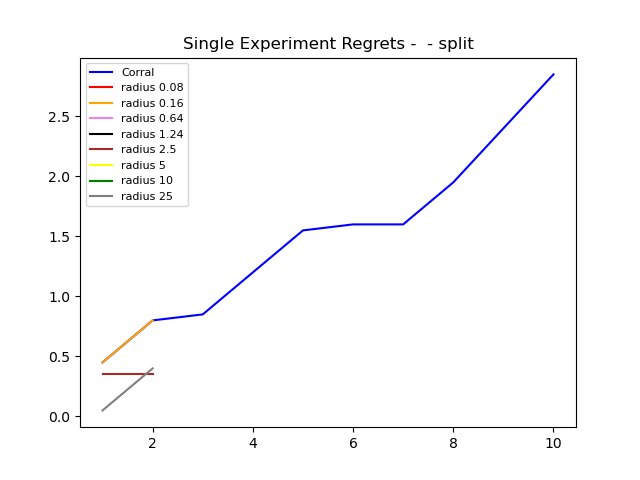 Single Experiment Regrets -  - split
Corral
radius 0.08
radius 0.16
radius 0.64
radius 1.24
radius 2.5
radius 5
radius 10
radius 25
2.5
2.0
1.5
1.0
0.5
0.0
2 4 6 8 10